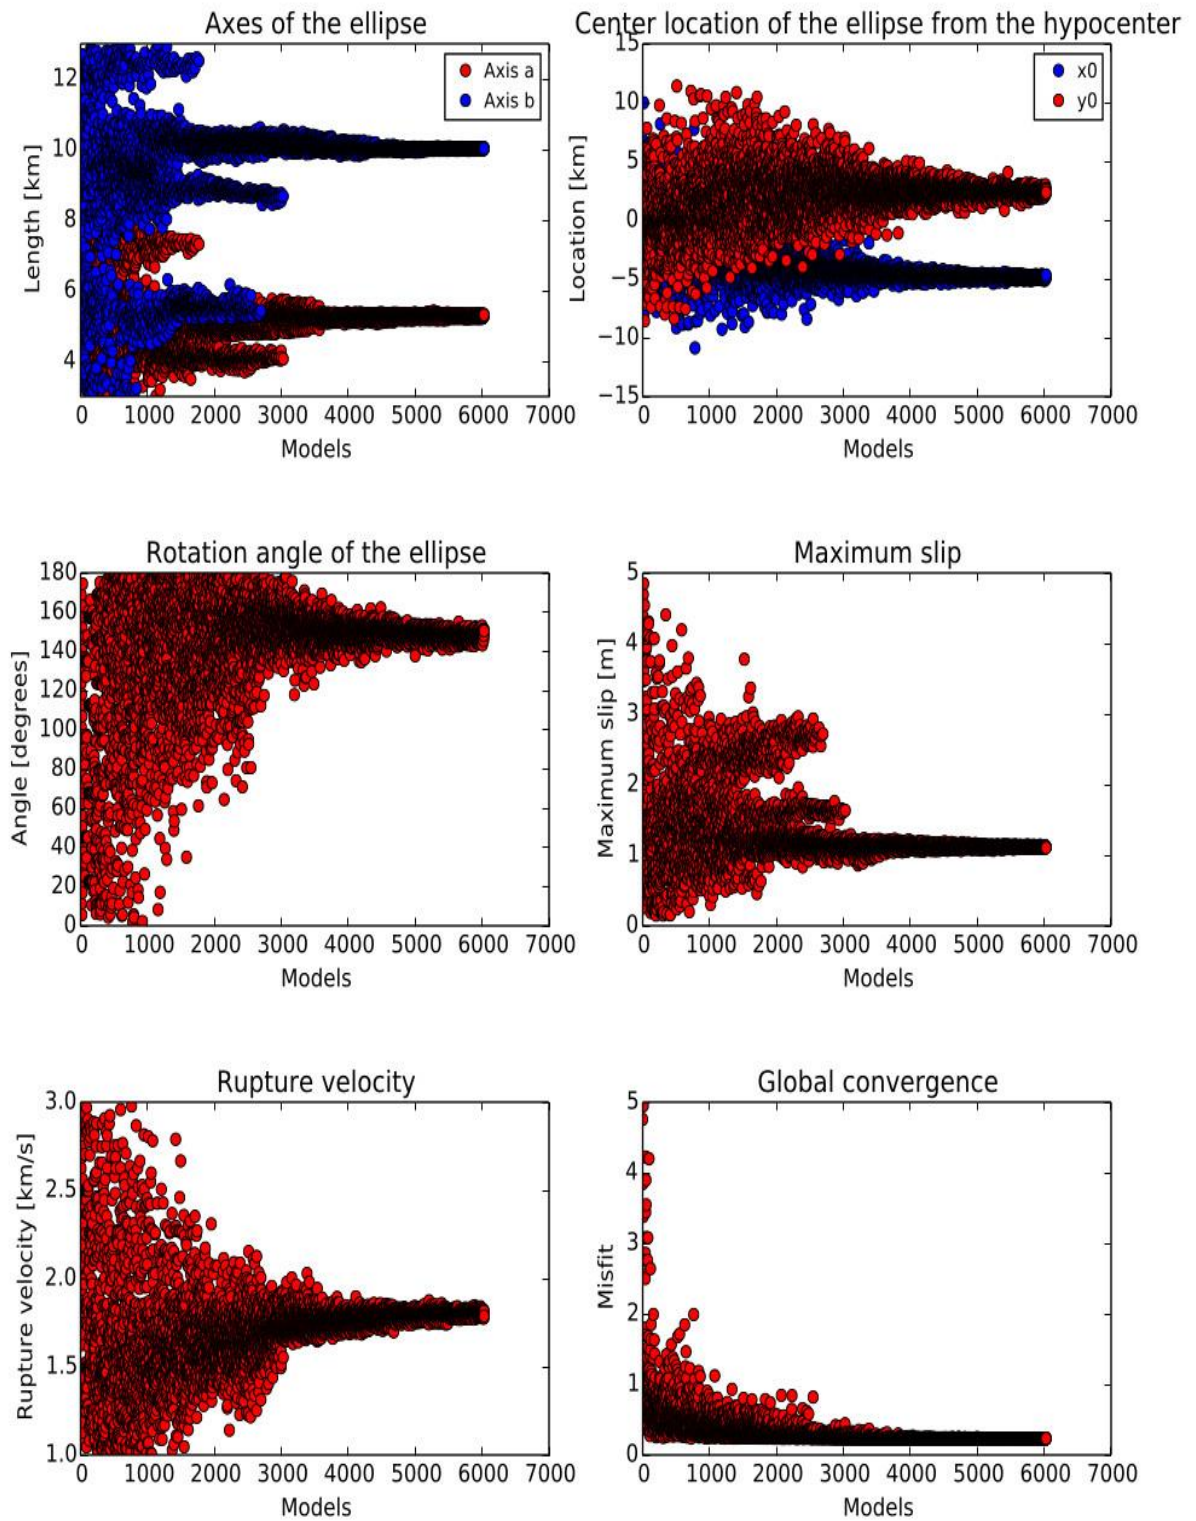 Axes of the ellipse
Length [km]
12
10
8
6
4
Axis a
Axis b
0 1000 2000 3000 4000 5000 6000 7000
Models
Center location of the ellipse from the hypocenter
Location [km]
15
10
5
0
−5
−10
−15
x0
y0
0 1000 2000 3000 4000 5000 6000 7000
Models
Rotation angle of the ellipse
Angle [degrees]
180
160
140
120
100
80
60
40
20
0
0 1000 2000 3000 4000 5000 6000 7000
Models
Maximum slip
Maximum slip [m]
5
4
3
2
1
0
0 1000 2000 3000 4000 5000 6000 7000
Models
Rupture velocity
Rupture velocity [km/s]
3.0
2.5
2.0
1.5
1.0
0 1000 2000 3000 4000 5000 6000 7000
Models
Global convergence
Misfit
5
4
3
2
1
0
0 1000 2000 3000 4000 5000 6000 7000
Models